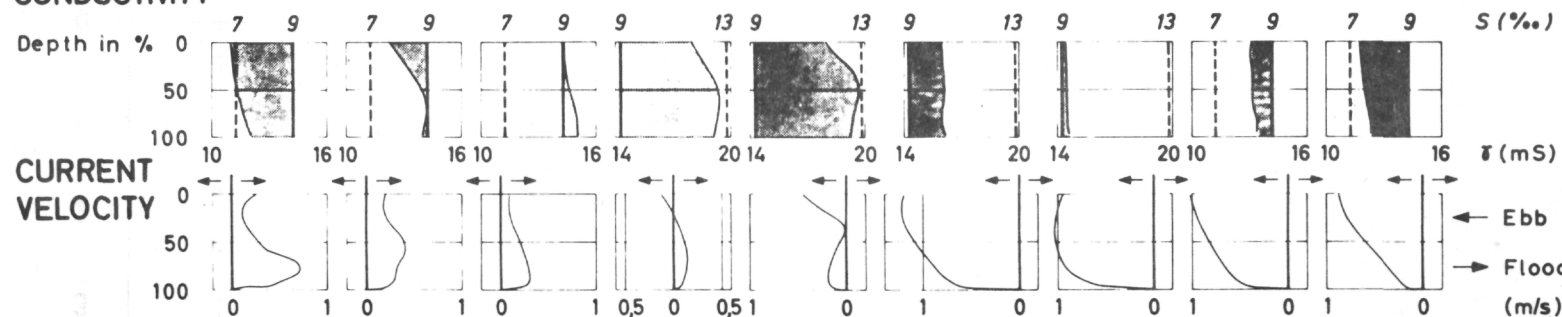 7 9 7 9 7 9 9 13 9 13 9 13 9 13 7 9 7 9 S (‰)
Depth in % 0
50
100
10 16 10 16 10 16 14 20 14 20 14 20 14 20 10 16 10 16 γ (mS)
CURRENT
VELOCITY 0
50
100
← Ebb
→ Flood
0 1 0 1 0 1 0,5 0 0,5 1 0 1 0 1 0 1 0 1 0 (m/s)